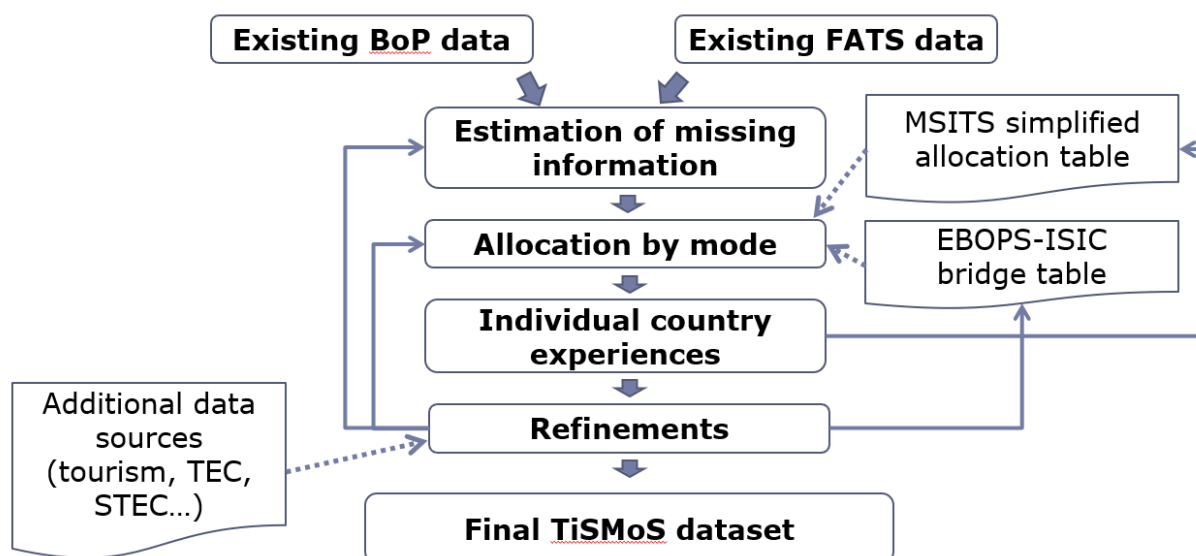 Existing BoP data
Existing FATS data
Estimation of missing
information
MSITS simplified
allocation table
Allocation by mode
EBOPS-ISIC
bridge table
Individual country
experiences
Additional data
sources
(tourism, TEC,
STEC...)
Refinements
Final TiSMoS dataset